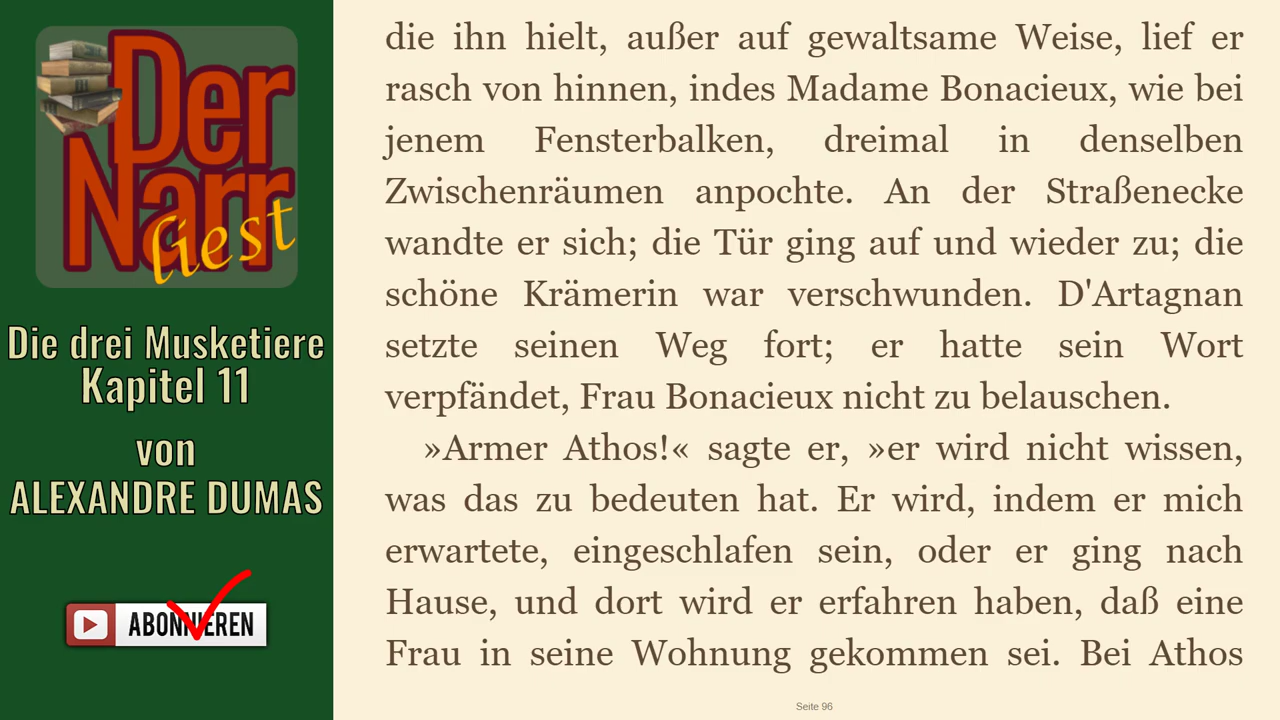 Der
Narr
liest
Die drei Musketiere
Kapitel 11
von
ALEXANDRE DUMAS
ABONNIEREN
die ihn hielt, außer auf gewaltsame Weise, lief er
rasch von hinnen, indes Madame Bonacieux, wie bei
jenem Fensterbalken, dreimal in denselben
Zwischenräumen anpochte. An der Straßenecke
wandte er sich; die Tür ging auf und wieder zu; die
schöne Krämerin war verschwunden. D'Artagnan
setzte seinen Weg fort; er hatte sein Wort
verpfändet, Frau Bonacieux nicht zu belauschen.
»Armer Athos!« sagte er, »er wird nicht wissen,
was das zu bedeuten hat. Er wird, indem er mich
erwartete, eingeschlafen sein, oder er ging nach
Hause, und dort wird er erfahren haben, daß eine
Frau in seine Wohnung gekommen sei. Bei Athos
Seite 96